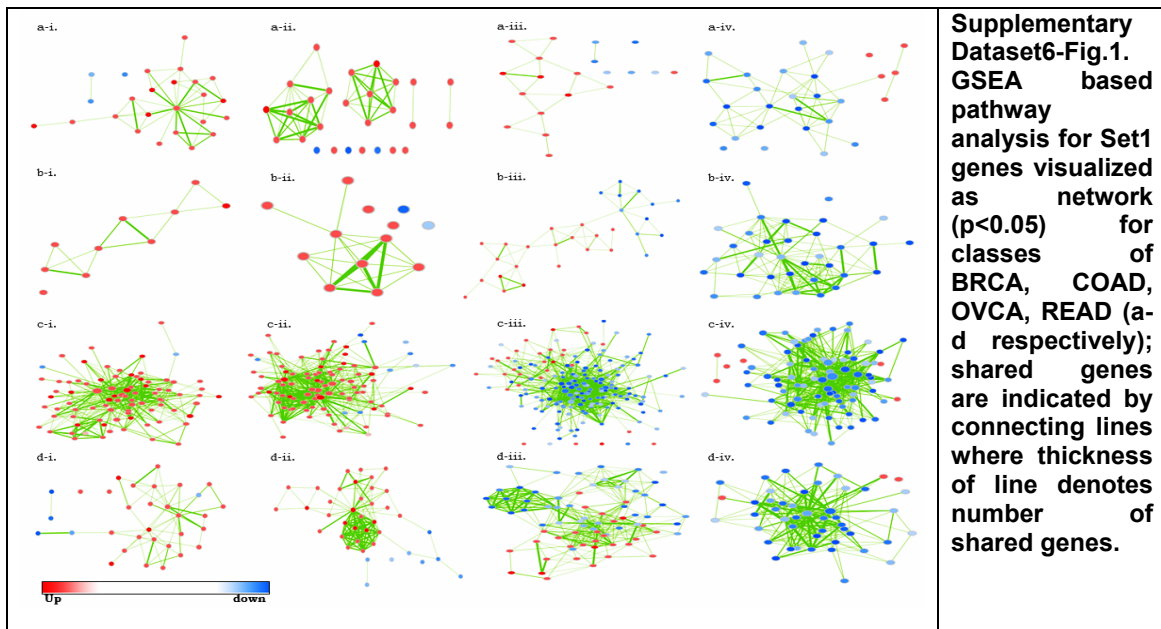 a-i.
a-ii.
a-iii.
a-iv.
b-i.
b-ii.
b-iii.
b-iv.
c-i.
c-ii.
c-iii.
c-iv.
d-i.
d-ii.
d-iii.
d-iv.
Up
down
Supplementary
Dataset6-Fig.1.
GSEA based
pathway
analysis for Set1
genes visualized
as network
(p<0.05) for
classes of
BRCA, COAD,
OVCA, READ (a-
d respectively);
shared genes
are indicated by
connecting lines
where thickness
of line denotes
number of
shared genes.